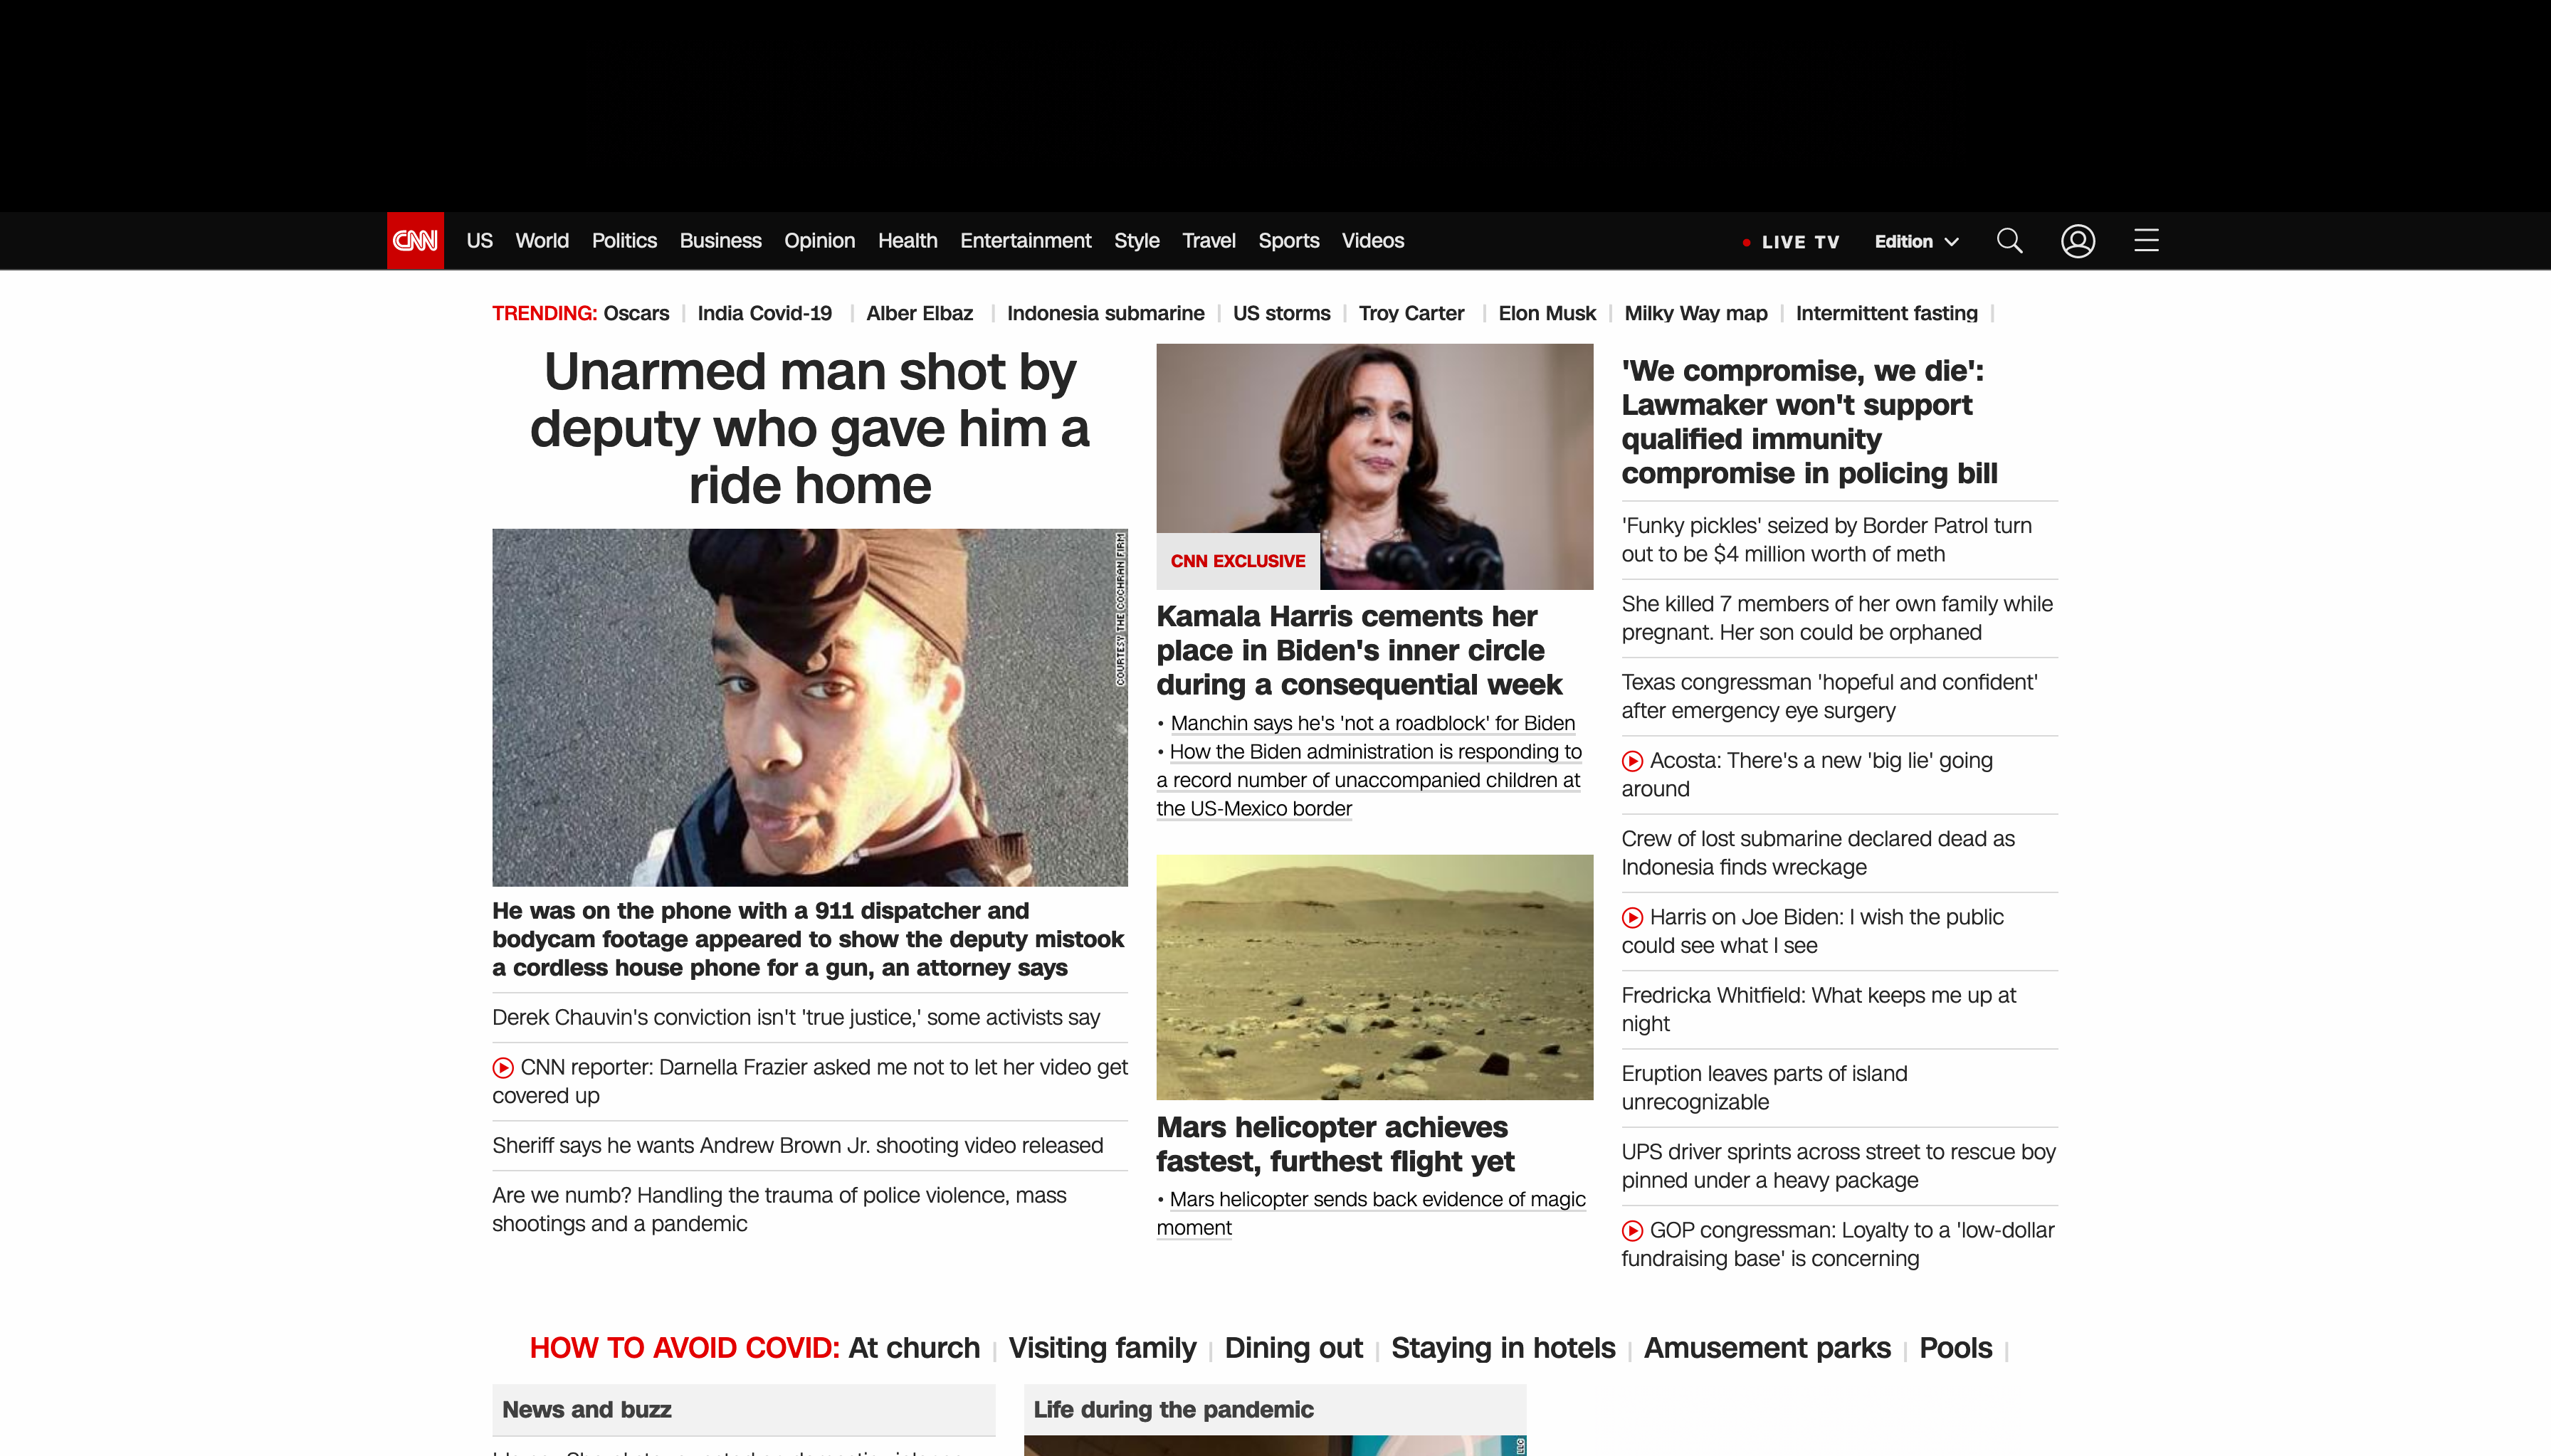 CNN US World Politics Business Opinion Health Entertainment Style Travel Sports Videos LIVE TV Edition
TRENDING: Oscars India Covid-19 Alber Elbaz Indonesia submarine US storms Troy Carter Elon Musk Milky Way map Intermittent fasting
Unarmed man shot by
deputy who gave him a
ride home
COURTESY THE COCHRAN FIRM
He was on the phone with a 911 dispatcher and
bodycam footage appeared to show the deputy mistook
a cordless house phone for a gun, an attorney says
Derek Chauvin's conviction isn't 'true justice,' some activists say
CNN reporter: Darnella Frazier asked me not to let her video get
covered up
Sheriff says he wants Andrew Brown Jr. shooting video released
Are we numb? Handling the trauma of police violence, mass
shootings and a pandemic
CNN EXCLUSIVE
Kamala Harris cements her
place in Biden's inner circle
during a consequential week
• Manchin says he's 'not a roadblock' for Biden
• How the Biden administration is responding to
a record number of unaccompanied children at
the US-Mexico border
Mars helicopter achieves
fastest, furthest flight yet
• Mars helicopter sends back evidence of magic
moment
'We compromise, we die':
Lawmaker won't support
qualified immunity
compromise in policing bill
'Funky pickles' seized by Border Patrol turn
out to be $4 million worth of meth
She killed 7 members of her own family while
pregnant. Her son could be orphaned
Texas congressman 'hopeful and confident'
after emergency eye surgery
Acosta: There's a new 'big lie' going
around
Crew of lost submarine declared dead as
Indonesia finds wreckage
Harris on Joe Biden: I wish the public
could see what I see
Fredricka Whitfield: What keeps me up at
night
Eruption leaves parts of island
unrecognizable
UPS driver sprints across street to rescue boy
pinned under a heavy package
GOP congressman: Loyalty to a 'low-dollar
fundraising base' is concerning
HOW TO AVOID COVID: At church Visiting family Dining out Staying in hotels Amusement parks Pools
News and buzz
Life during the pandemic
LLC